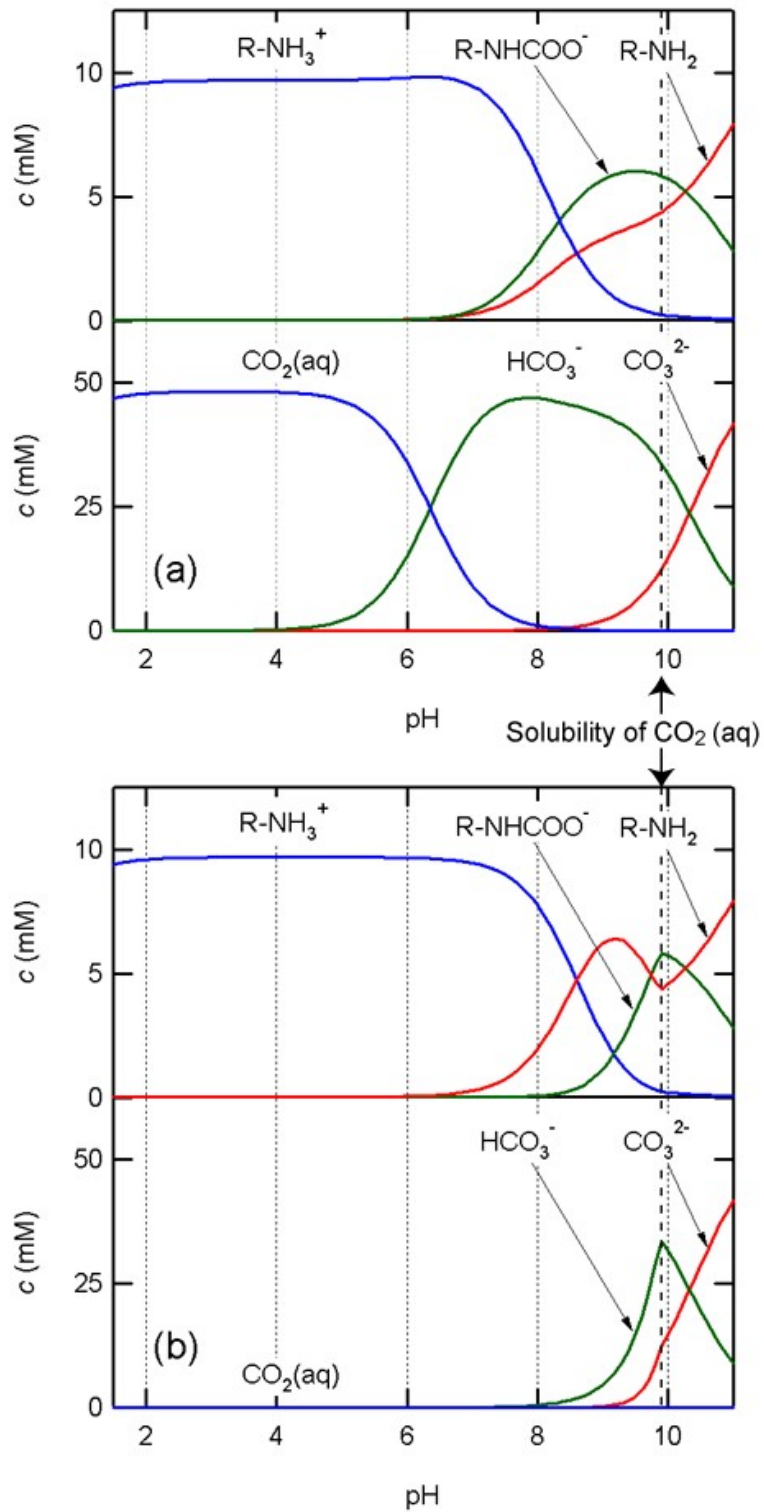 R-NH₃⁺ R-NHCOO⁻ R-NH₂
10
5
0
c (mM)
CO₂(aq) HCO₃⁻ CO₃²⁻
50
25
0
c (mM)
(a)
2 4 6 8 10
pH
Solubility of CO₂ (aq)
R-NH₃⁺ R-NHCOO⁻ R-NH₂
10
5
0
c (mM)
HCO₃⁻ CO₃²⁻
50
25
0
c (mM)
(b)
CO₂(aq)
2 4 6 8 10
pH